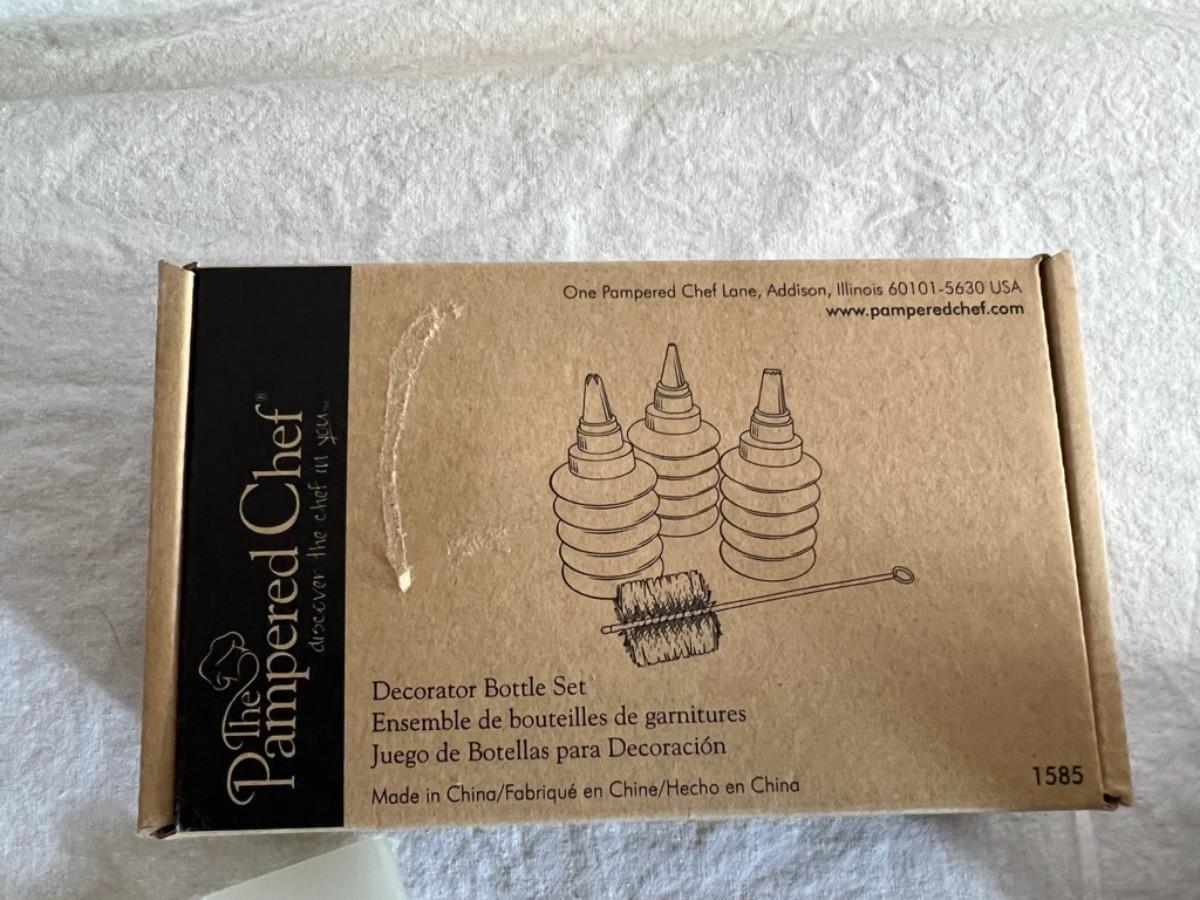 The
Pampered Chef®
discover the chef in you™
One Pampered Chef Lane, Addison, Illinois 60101-5630 USA
www.pamperedchef.com
Decorator Bottle Set
Ensemble de bouteilles de garnitures
Juego de Botellas para Decoración
Made in China/Fabriqué en Chine/Hecho en China
1585